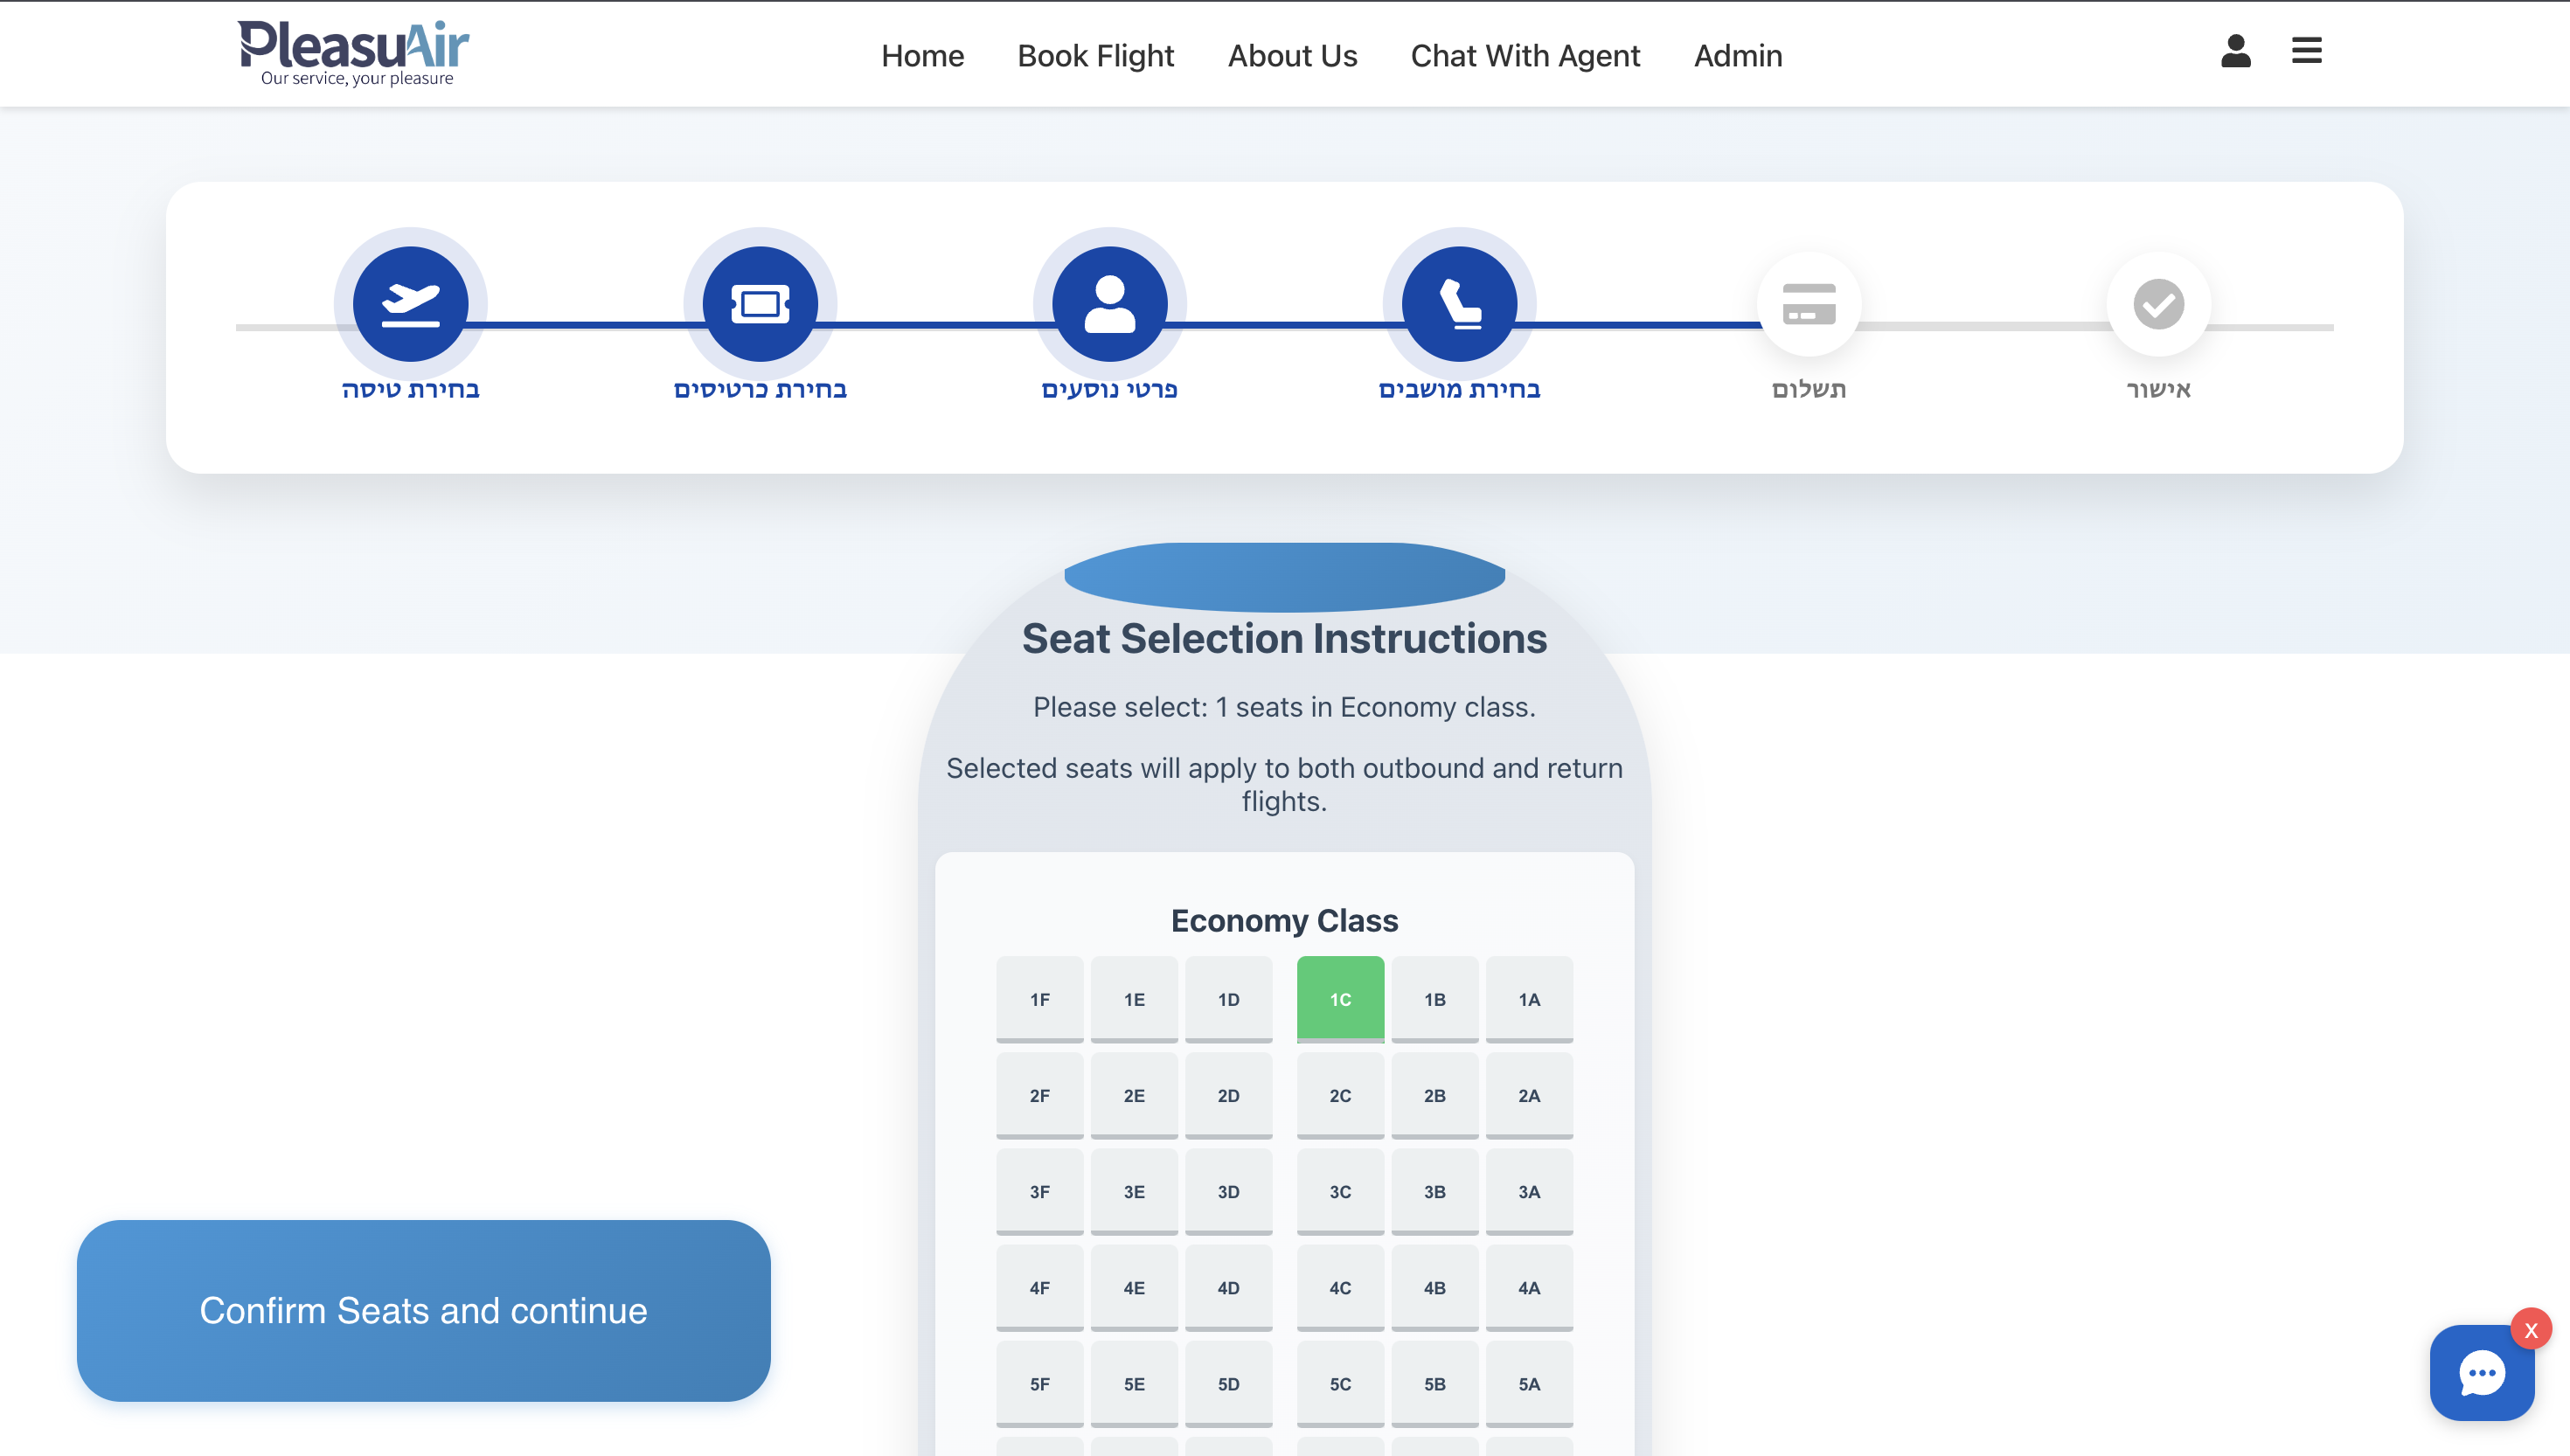 PleasuAir
Our service, your pleasure
Home
Book Flight
About Us
Chat With Agent
Admin
בחירת טיסה
בחירת כרטיסים
פרטי נוסעים
בחירת מושבים
תשלום
אישור
Seat Selection Instructions
Please select: 1 seats in Economy class.
Selected seats will apply to both outbound and return
flights.
Economy Class
1F 1E 1D 1C 1B 1A
2F 2E 2D 2C 2B 2A
3F 3E 3D 3C 3B 3A
4F 4E 4D 4C 4B 4A
5F 5E 5D 5C 5B 5A
Confirm Seats and continue
x